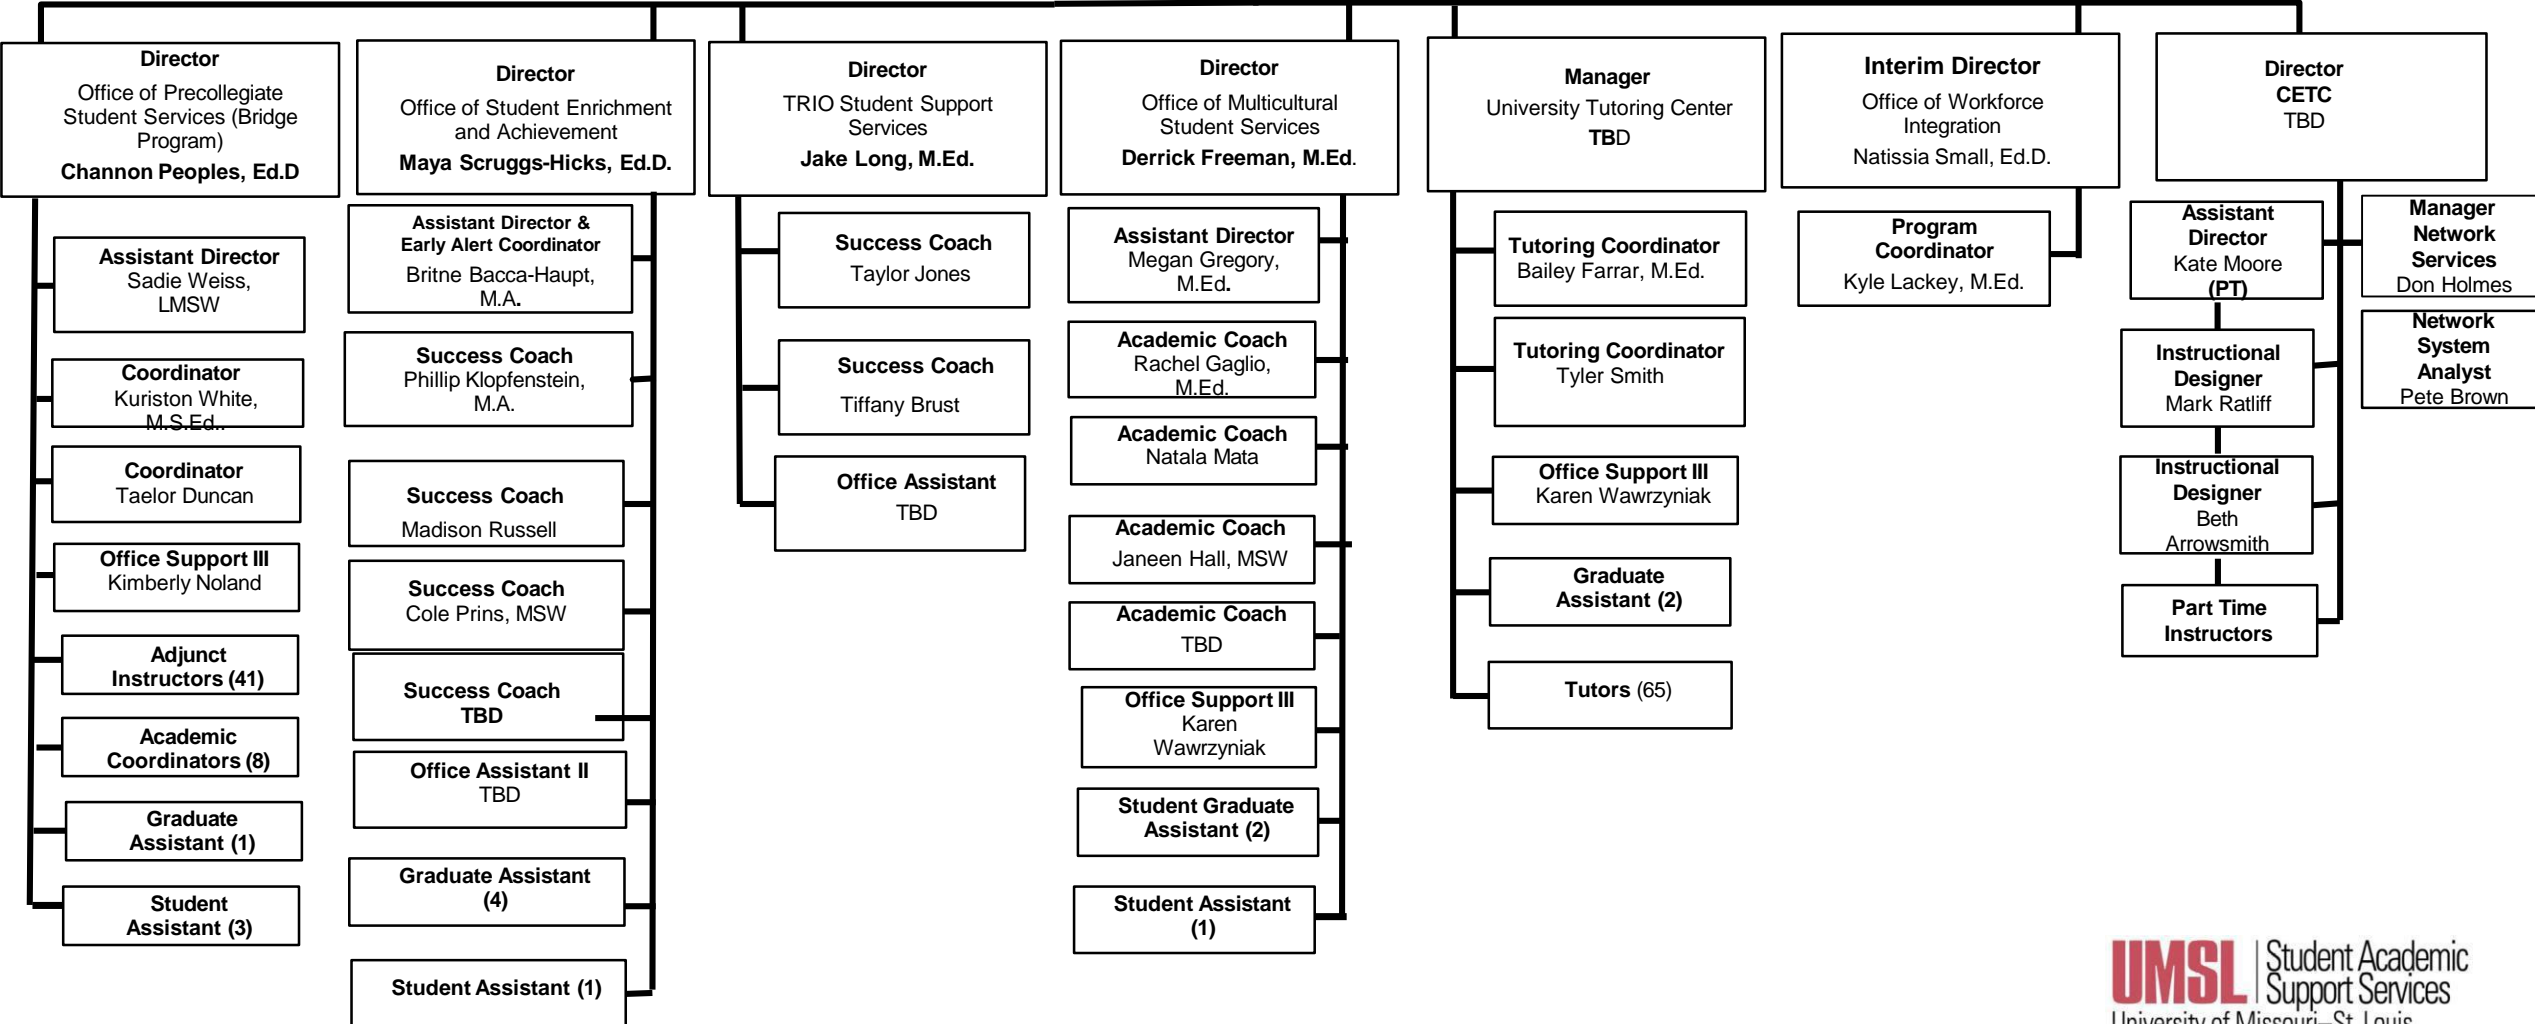 Director
Office of Precollegiate
Student Services (Bridge
Program)
Channon Peoples, Ed.D
Assistant Director
Sadie Weiss,
LMSW
Coordinator
Kuriston White,
M.S.Ed..
Coordinator
Taelor Duncan
Office Support III
Kimberly Noland
Adjunct
Instructors (41)
Academic
Coordinators (8)
Graduate
Assistant (1)
Student
Assistant (3)
Director
Office of Student Enrichment
and Achievement
Maya Scruggs-Hicks, Ed.D.
Assistant Director &
Early Alert Coordinator
Britne Bacca-Haupt,
M.A.
Success Coach
Phillip Klopfenstein,
M.A.
Success Coach
Madison Russell
Success Coach
Cole Prins, MSW
Success Coach
TBD
Office Assistant II
TBD
Graduate Assistant
(4)
Student Assistant (1)
Director
TRIO Student Support
Services
Jake Long, M.Ed.
Success Coach
Taylor Jones
Success Coach
Tiffany Brust
Office Assistant
TBD
Director
Office of Multicultural
Student Services
Derrick Freeman, M.Ed.
Assistant Director
Megan Gregory,
M.Ed.
Academic Coach
Rachel Gaglio,
M.Ed.
Academic Coach
Natala Mata
Academic Coach
Janeen Hall, MSW
Academic Coach
TBD
Office Support III
Karen
Wawrzyniak
Student Graduate
Assistant (2)
Student Assistant
(1)
Manager
University Tutoring Center
TBD
Tutoring Coordinator
Bailey Farrar, M.Ed.
Tutoring Coordinator
Tyler Smith
Office Support III
Karen Wawrzyniak
Graduate
Assistant (2)
Tutors (65)
Interim Director
Office of Workforce
Integration
Natissia Small, Ed.D.
Program
Coordinator
Kyle Lackey, M.Ed.
Director
CETC
TBD
Assistant
Director
Kate Moore
(PT)
Instructional
Designer
Mark Ratliff
Instructional
Designer
Beth
Arrowsmith
Part Time
Instructors
Manager
Network
Services
Don Holmes
Network
System
Analyst
Pete Brown
UMSL
Student Academic
Support Services
University of Missouri–St. Louis